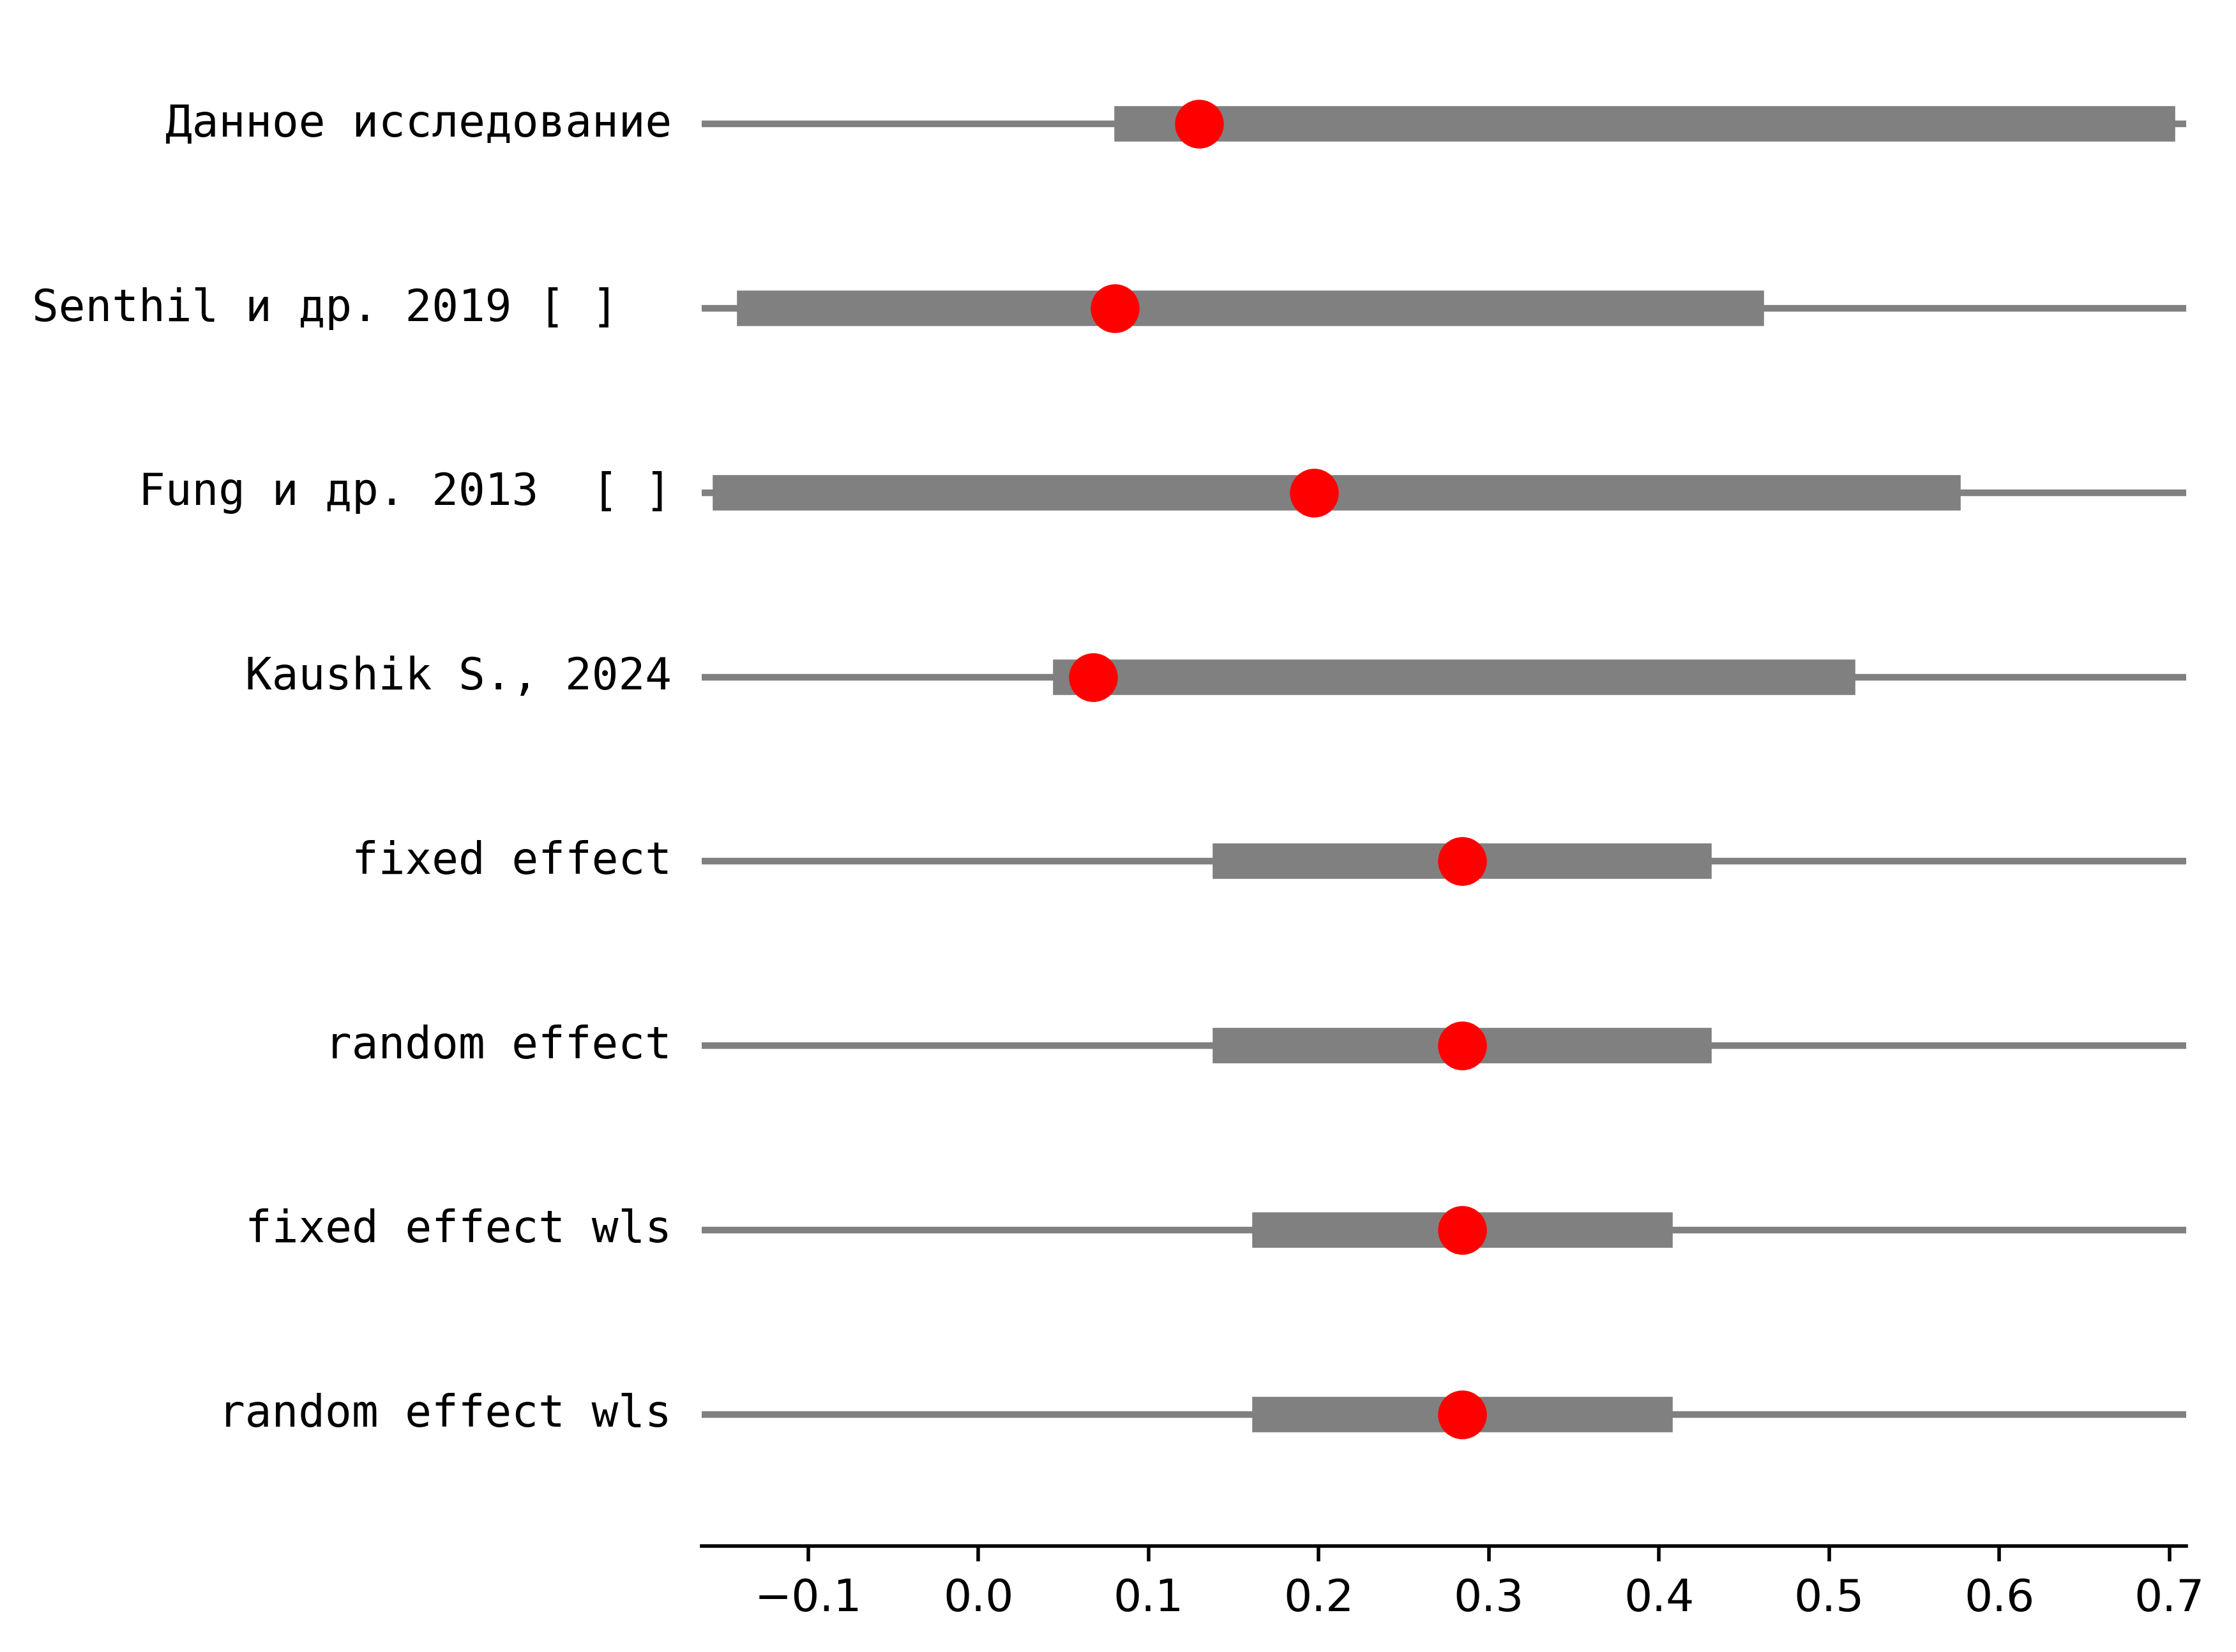 Данное исследование
Senthil и др. 2019 [ ]
Fung и др. 2013  [ ]
Kaushik S., 2024
fixed effect
random effect
fixed effect wls
random effect wls
−0.1 0.0 0.1 0.2 0.3 0.4 0.5 0.6 0.7